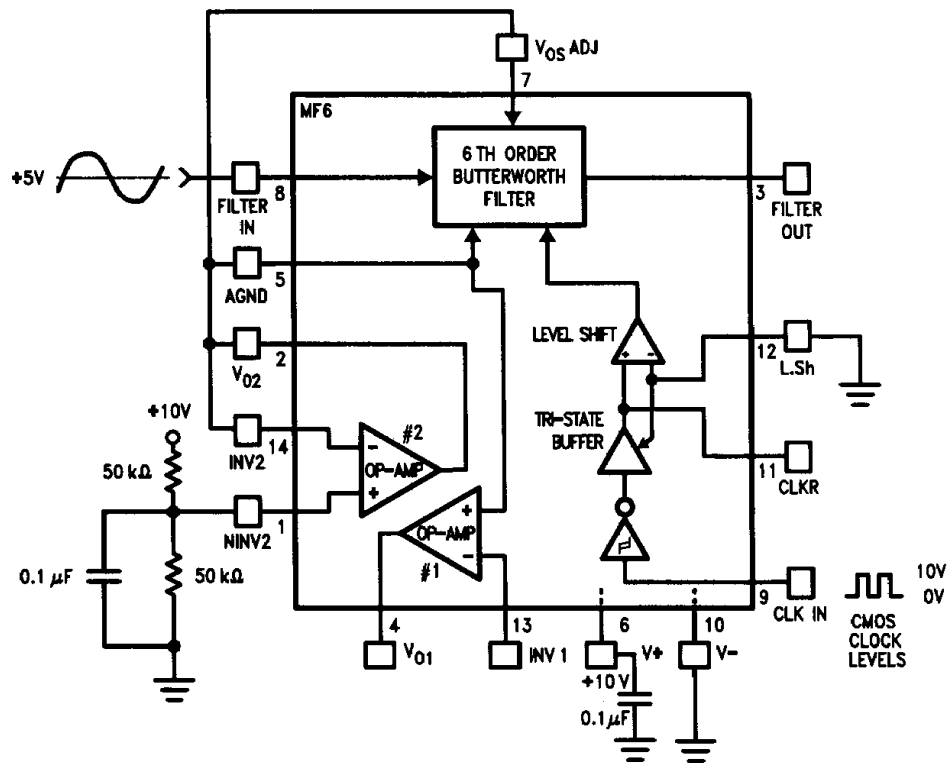 V_OS ADJ
7
MF6
6 TH ORDER
BUTTERWORTH
FILTER
+5V
8
FILTER
IN
3
FILTER
OUT
5
AGND
2
V_O2
LEVEL SHIFT
+ -
12
L.Sh
+10V
50 kΩ
14
INV2
#2
-
OP-AMP
+
TRI-STATE
BUFFER
11
CLKR
1
NINV2
+
OP-AMP
-
#1
0.1 µF
50 kΩ
9
CLK IN
10V
0V
CMOS
CLOCK
LEVELS
4
V_O1
13
INV 1
6
V+
10
V-
+10 V
0.1µF